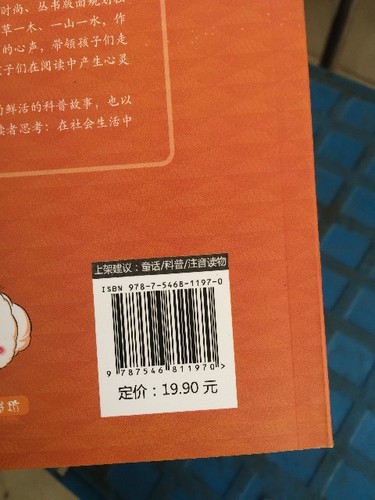 时尚、丛书版面规划独
草一木、一山一水，作
的心声，带领孩子们走
子们在阅读中产生心灵
鲜活的科普故事，也以
读者思考：在社会生活中
上架建议：童话/科普/注音读物
ISBN 978-7-5468-1197-0
9 787546 811970>
定价：19.90 元